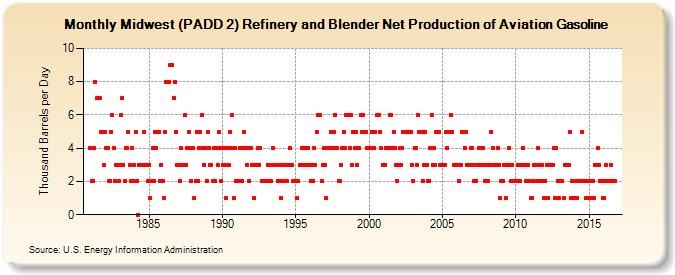 Monthly Midwest (PADD 2) Refinery and Blender Net Production of Aviation Gasoline
Thousand Barrels per Day
10
8
6
4
2
0
1985 1990 1995 2000 2005 2010 2015
Source: U.S. Energy Information Administration